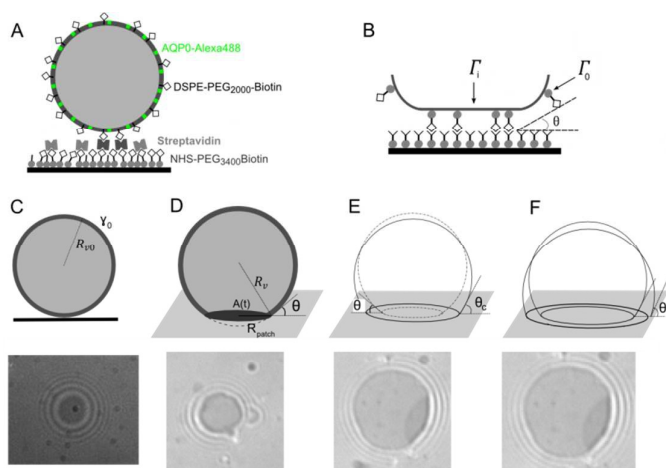 A
AQP0-Alexa488
DSPE-PEG2000-Biotin
Streptavidin
NHS-PEG3400Biotin
B
Γi
Γ0
θ
C
γ0
Rv0
D
Rv
A(t)
θ
Rpatch
E
θ
θc
F
θ